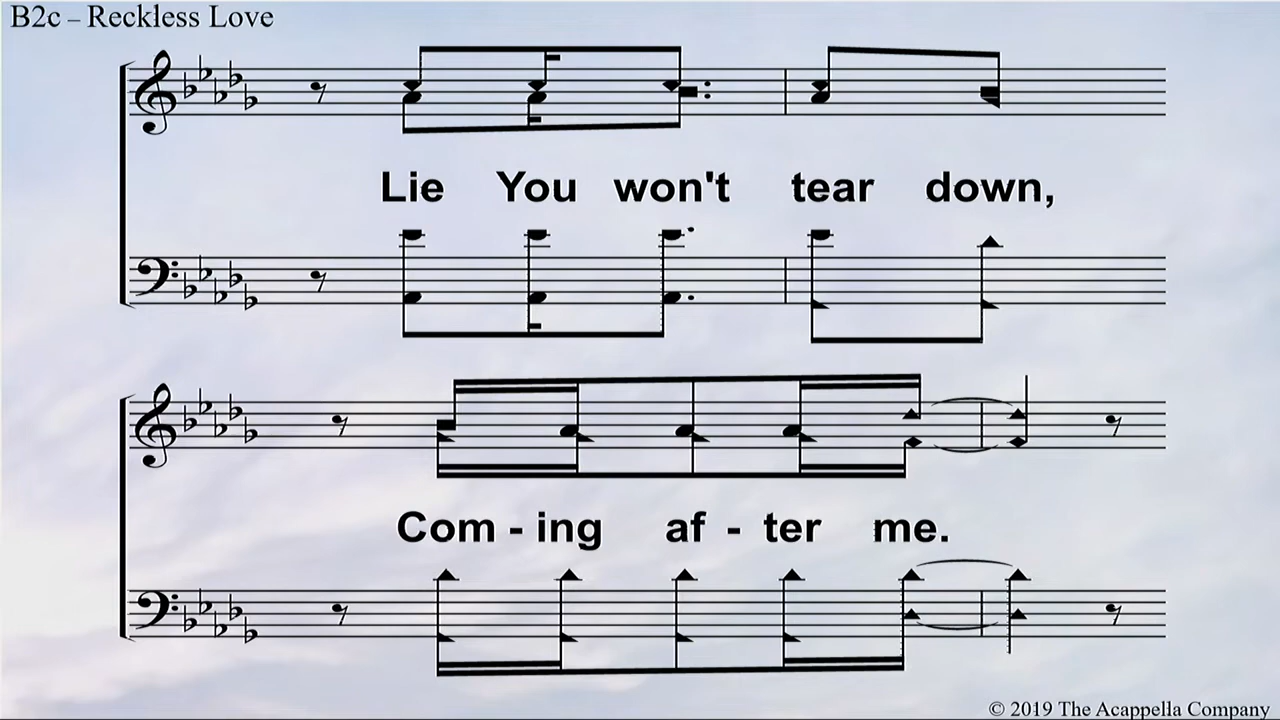 B2c – Reckless Love
Lie You won't tear down,
Com - ing af - ter me.
© 2019 The Acappella Company